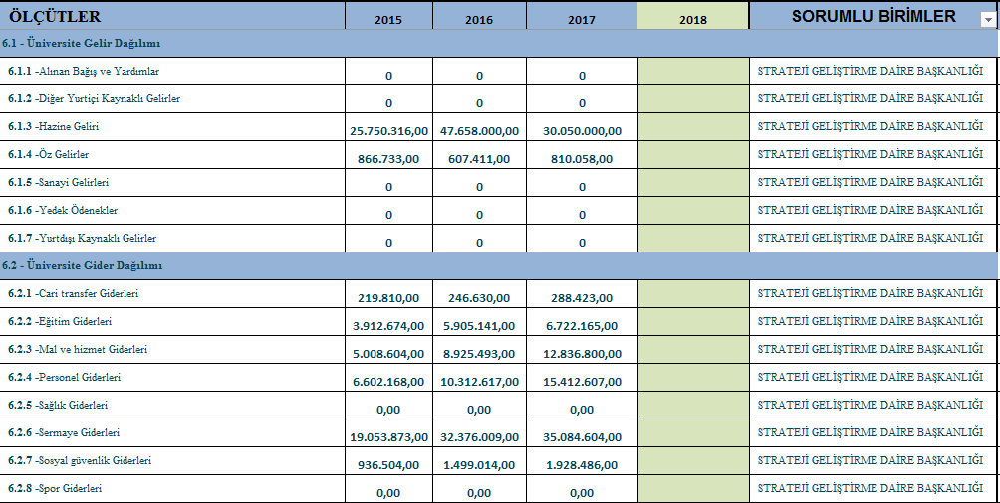 ÖLÇÜTLER 2015 2016 2017 2018 SORUMLU BİRİMLER
6.1 - Üniversite Gelir Dağılımı
6.1.1 -Alınan Bağış ve Yardımlar 0 0 0 STRATEJİ GELİŞTİRME DAİRE BAŞKANLIĞI
6.1.2 -Diğer Yurtiçi Kaynaklı Gelirler 0 0 0 STRATEJİ GELİŞTİRME DAİRE BAŞKANLIĞI
6.1.3 -Hazine Geliri 25.750.316,00 47.658.000,00 30.050.000,00 STRATEJİ GELİŞTİRME DAİRE BAŞKANLIĞI
6.1.4 -Öz Gelirler 866.733,00 607.411,00 810.058,00 STRATEJİ GELİŞTİRME DAİRE BAŞKANLIĞI
6.1.5 -Sanayi Gelirleri 0 0 0 STRATEJİ GELİŞTİRME DAİRE BAŞKANLIĞI
6.1.6 -Yedek Ödenekler 0 0 0 STRATEJİ GELİŞTİRME DAİRE BAŞKANLIĞI
6.1.7 -Yurtdışı Kaynaklı Gelirler 0 0 0 STRATEJİ GELİŞTİRME DAİRE BAŞKANLIĞI
6.2 - Üniversite Gider Dağılımı
6.2.1 -Cari transfer Giderleri 219.810,00 246.630,00 288.423,00 STRATEJİ GELİŞTİRME DAİRE BAŞKANLIĞI
6.2.2 -Eğitim Giderleri 3.912.674,00 5.905.141,00 6.722.165,00 STRATEJİ GELİŞTİRME DAİRE BAŞKANLIĞI
6.2.3 -Mal ve hizmet Giderleri 5.008.604,00 8.925.493,00 12.836.800,00 STRATEJİ GELİŞTİRME DAİRE BAŞKANLIĞI
6.2.4 -Personel Giderleri 6.602.168,00 10.312.617,00 15.412.607,00 STRATEJİ GELİŞTİRME DAİRE BAŞKANLIĞI
6.2.5 -Sağlık Giderleri 0,00 0,00 0,00 STRATEJİ GELİŞTİRME DAİRE BAŞKANLIĞI
6.2.6 -Sermaye Giderleri 19.053.873,00 32.376.009,00 35.084.604,00 STRATEJİ GELİŞTİRME DAİRE BAŞKANLIĞI
6.2.7 -Sosyal güvenlik Giderleri 936.504,00 1.499.014,00 1.928.486,00 STRATEJİ GELİŞTİRME DAİRE BAŞKANLIĞI
6.2.8 -Spor Giderleri 0,00 0,00 0,00 STRATEJİ GELİŞTİRME DAİRE BAŞKANLIĞI